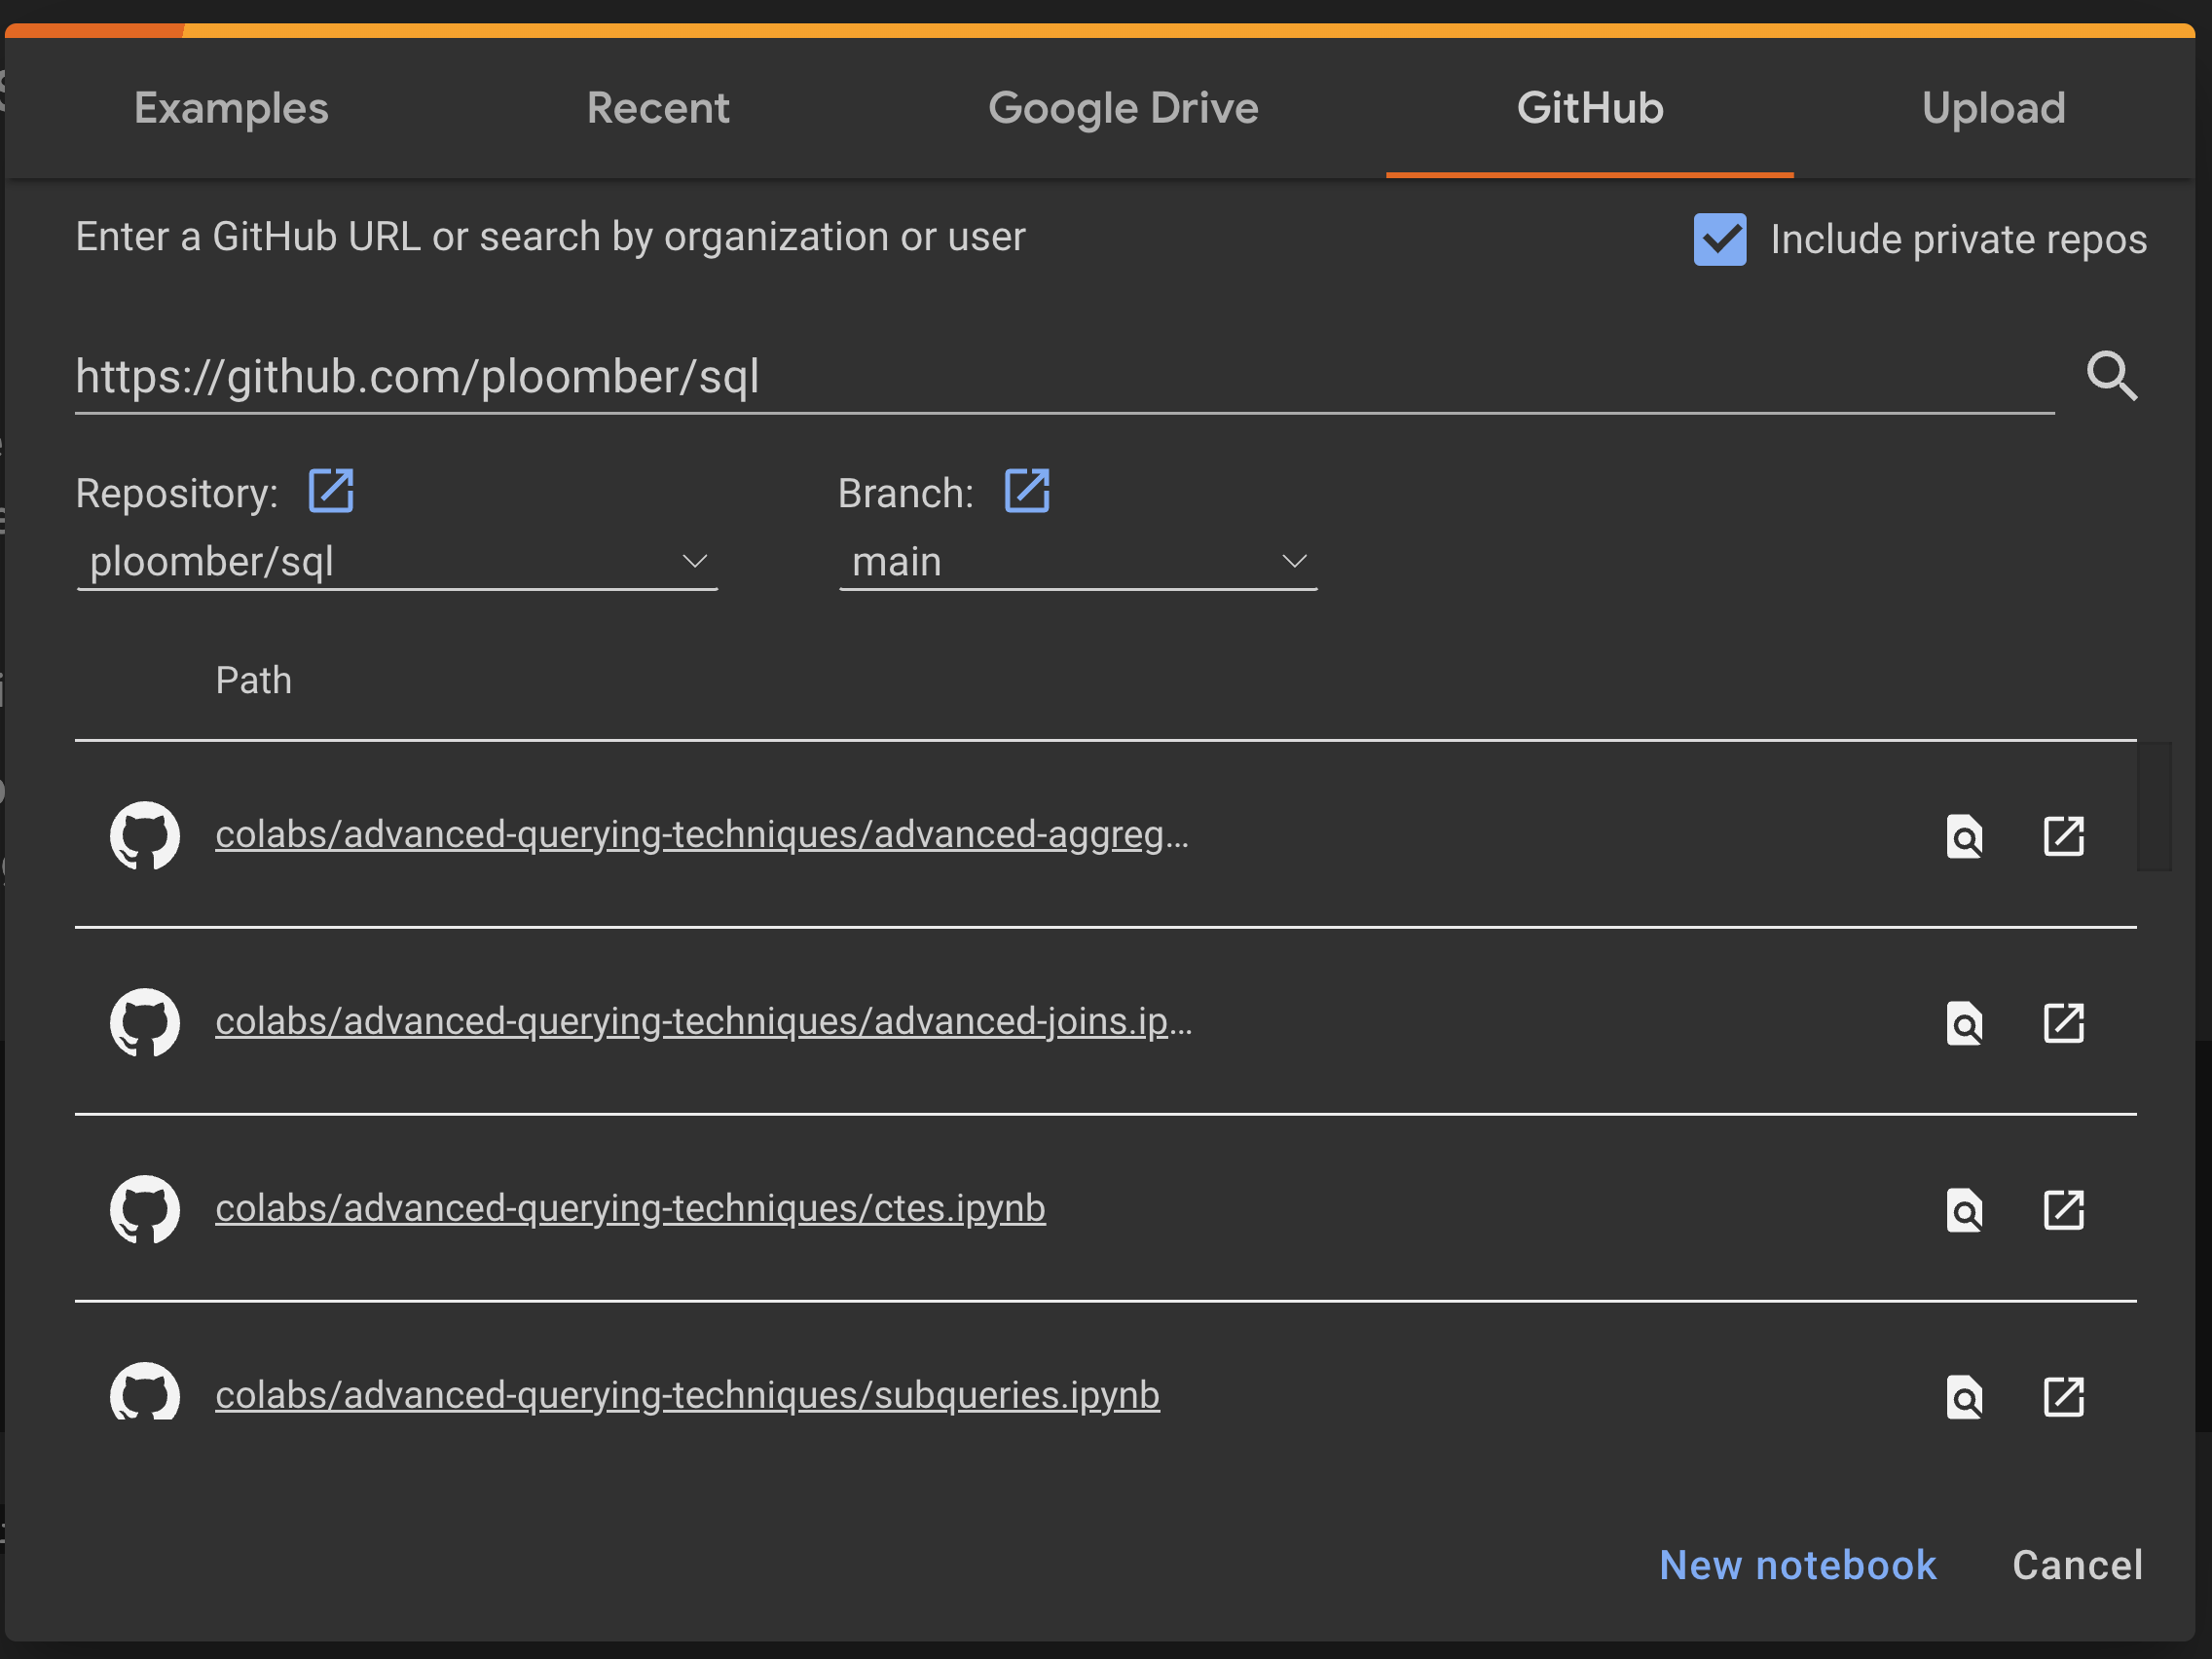 Examples Recent Google Drive GitHub Upload
Enter a GitHub URL or search by organization or user Include private repos
https://github.com/ploomber/sql
Repository: Branch:
ploomber/sql main
Path
colabs/advanced-querying-techniques/advanced-aggreg...
colabs/advanced-querying-techniques/advanced-joins.ip...
colabs/advanced-querying-techniques/ctes.ipynb
colabs/advanced-querying-techniques/subqueries.ipynb
New notebook Cancel